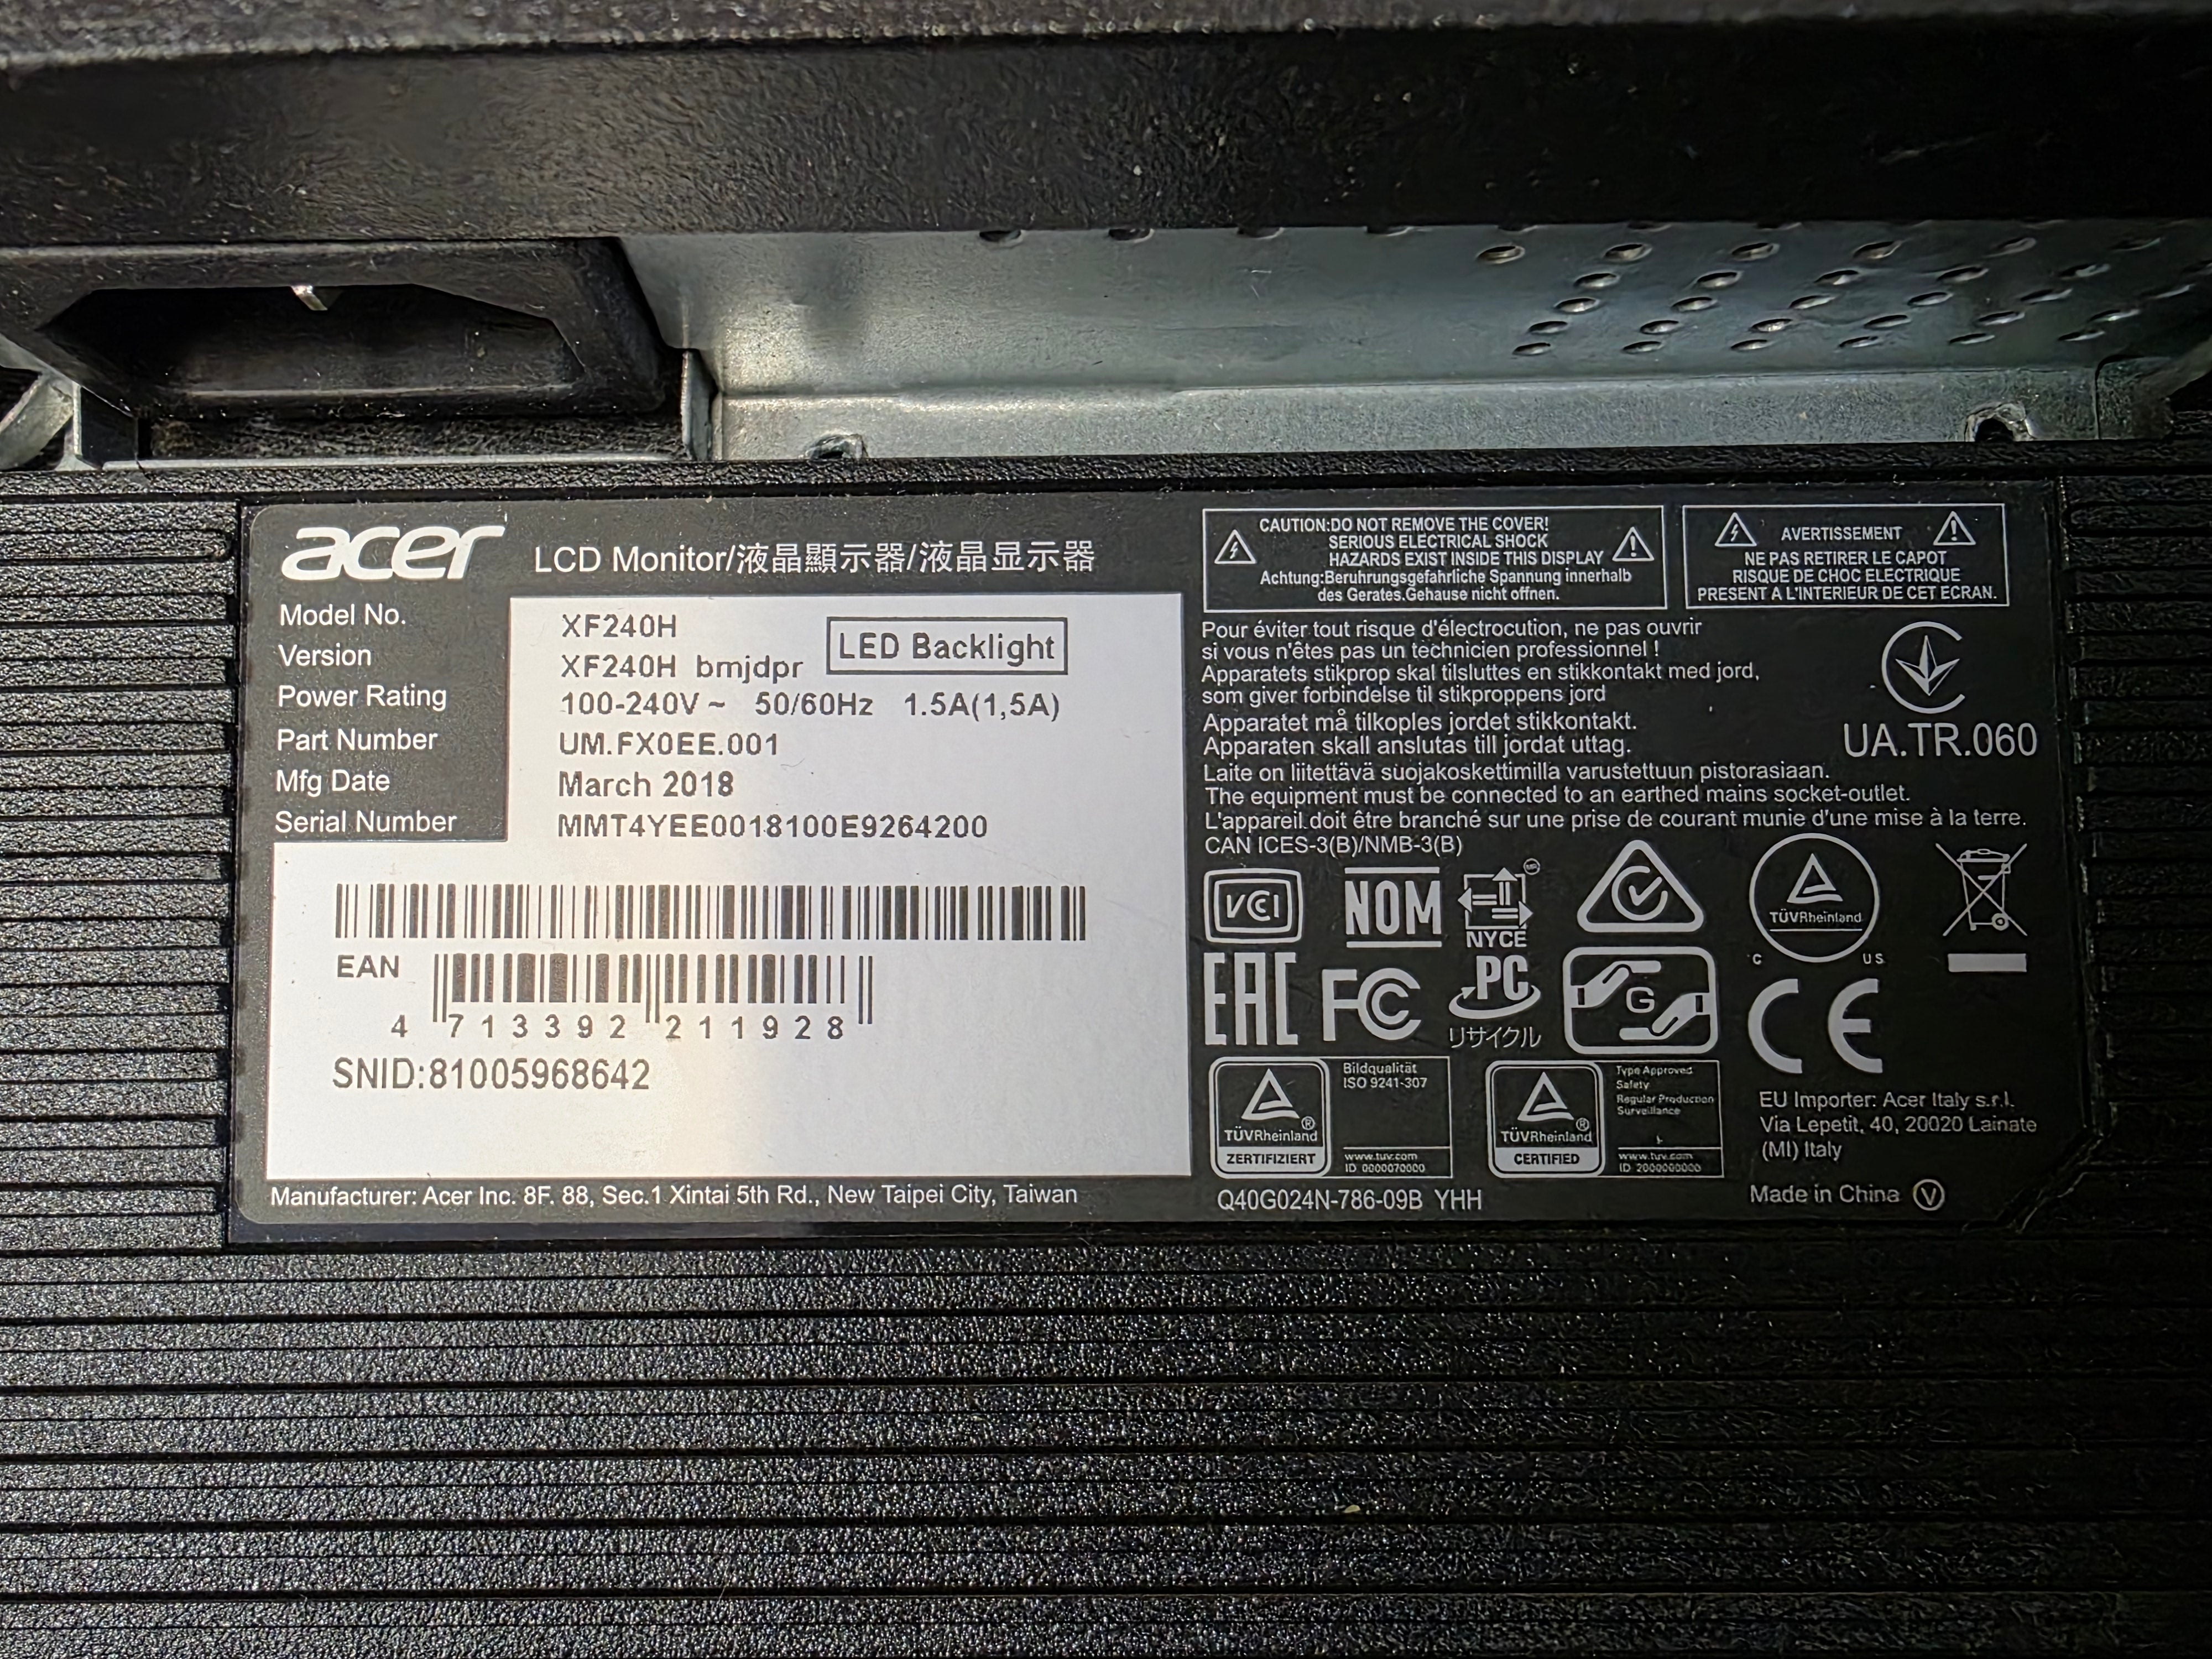 acer LCD Monitor/液晶顯示器/液晶显示器
Model No. XF240H
Version XF240H bmjdpr
LED Backlight
Power Rating 100-240V ~ 50/60Hz 1.5A(1,5A)
Part Number UM.FX0EE.001
Mfg Date March 2018
Serial Number MMT4YEE0018100E9264200
EAN
4 713392 211928
SNID:81005968642
Manufacturer: Acer Inc. 8F. 88, Sec.1 Xintai 5th Rd., New Taipei City, Taiwan
CAUTION:DO NOT REMOVE THE COVER!
SERIOUS ELECTRICAL SHOCK
HAZARDS EXIST INSIDE THIS DISPLAY
Achtung:Beruhrungsgefahrliche Spannung innerhalb
des Gerates.Gehause nicht offnen.
AVERTISSEMENT
NE PAS RETIRER LE CAPOT
RISQUE DE CHOC ELECTRIQUE
PRESENT A L'INTERIEUR DE CET ECRAN.
Pour éviter tout risque d'électrocution, ne pas ouvrir
si vous n'êtes pas un technicien professionnel !
Apparatets stikprop skal tilsluttes en stikkontakt med jord,
som giver forbindelse til stikproppens jord
Apparatet må tilkoples jordet stikkontakt.
Apparaten skall anslutas till jordat uttag.
UA.TR.060
Laite on liitettävä suojakoskettimilla varustettuun pistorasiaan.
The equipment must be connected to an earthed mains socket-outlet.
L'appareil doit être branché sur une prise de courant munie d'une mise à la terre.
CAN ICES-3(B)/NMB-3(B)
VCCI
NOM
NYCE
TÜVRheinland
C US
EAC
FC
PC
リサイクル
G
CE
TÜVRheinland®
ZERTIFIZIERT
Bildqualität
ISO 9241-307
www.tuv.com
ID 0000070000
TÜVRheinland®
CERTIFIED
Type Approved
Safety
Regular Production
Surveillance
www.tuv.com
ID 2000000000
EU Importer: Acer Italy s.r.l.
Via Lepetit, 40, 20020 Lainate
(MI) Italy
Q40G024N-786-09B YHH
Made in China V